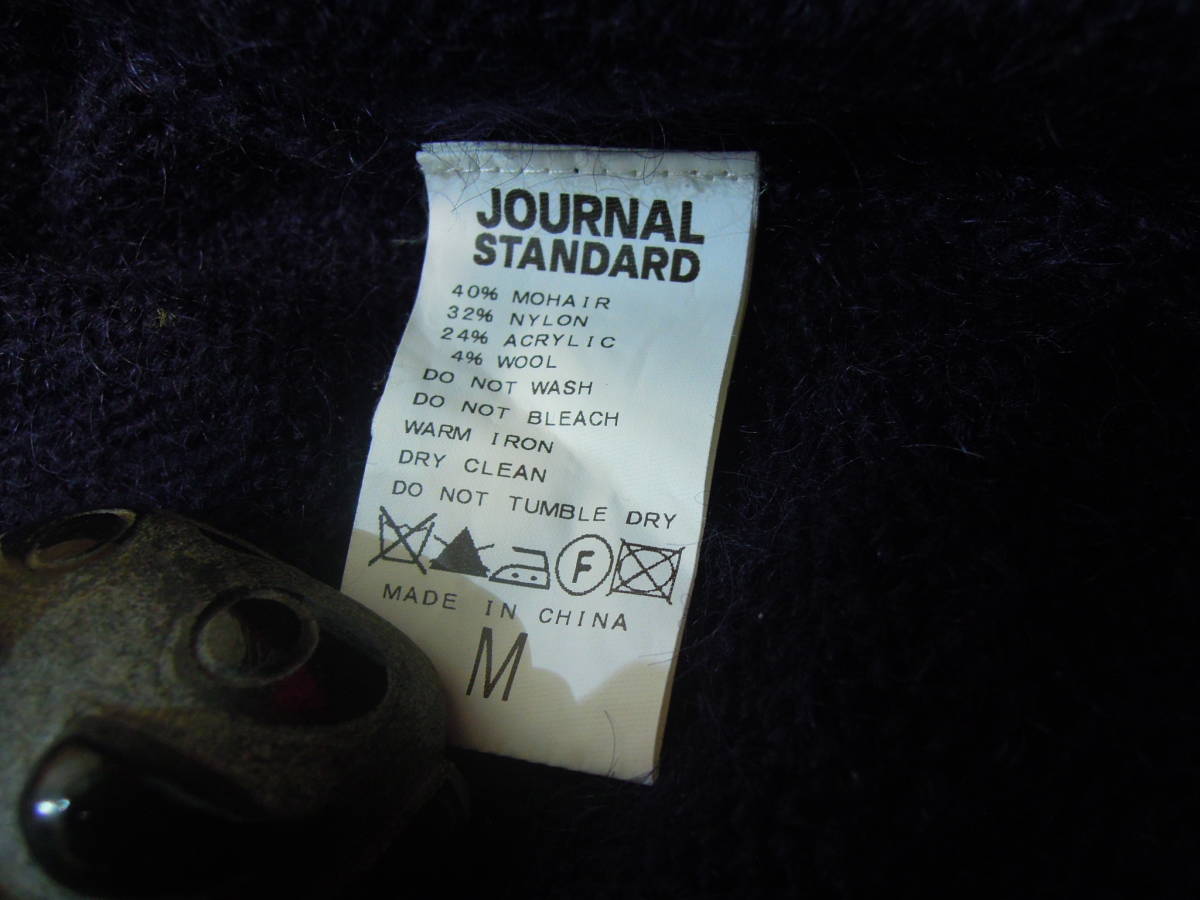 JOURNAL
STANDARD
40% MOHAIR
32% NYLON
24% ACRYLIC
4% WOOL
DO NOT WASH
DO NOT BLEACH
WARM IRON
DRY CLEAN
DO NOT TUMBLE DRY
F
MADE IN CHINA
M